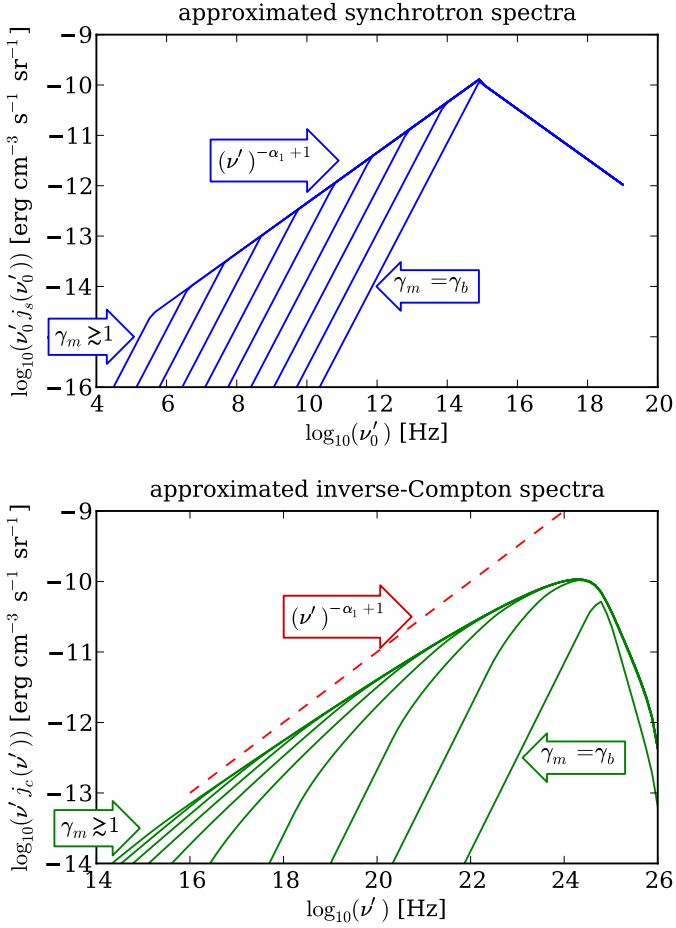 approximated synchrotron spectra
log₁₀(ν′₀ jₛ(ν′₀)) [erg cm⁻³ s⁻¹ sr⁻¹]
−9
−10
−11
−12
−13
−14
−15
−16
(ν′)^{−α₁+1}
γₘ = γ_b
γₘ ≳ 1
4 6 8 10 12 14 16 18 20
log₁₀(ν′₀) [Hz]
approximated inverse-Compton spectra
log₁₀(ν′ j_c(ν′)) [erg cm⁻³ s⁻¹ sr⁻¹]
−9
−10
−11
−12
−13
−14
(ν′)^{−α₁+1}
γₘ = γ_b
γₘ ≳ 1
14 16 18 20 22 24 26
log₁₀(ν′) [Hz]